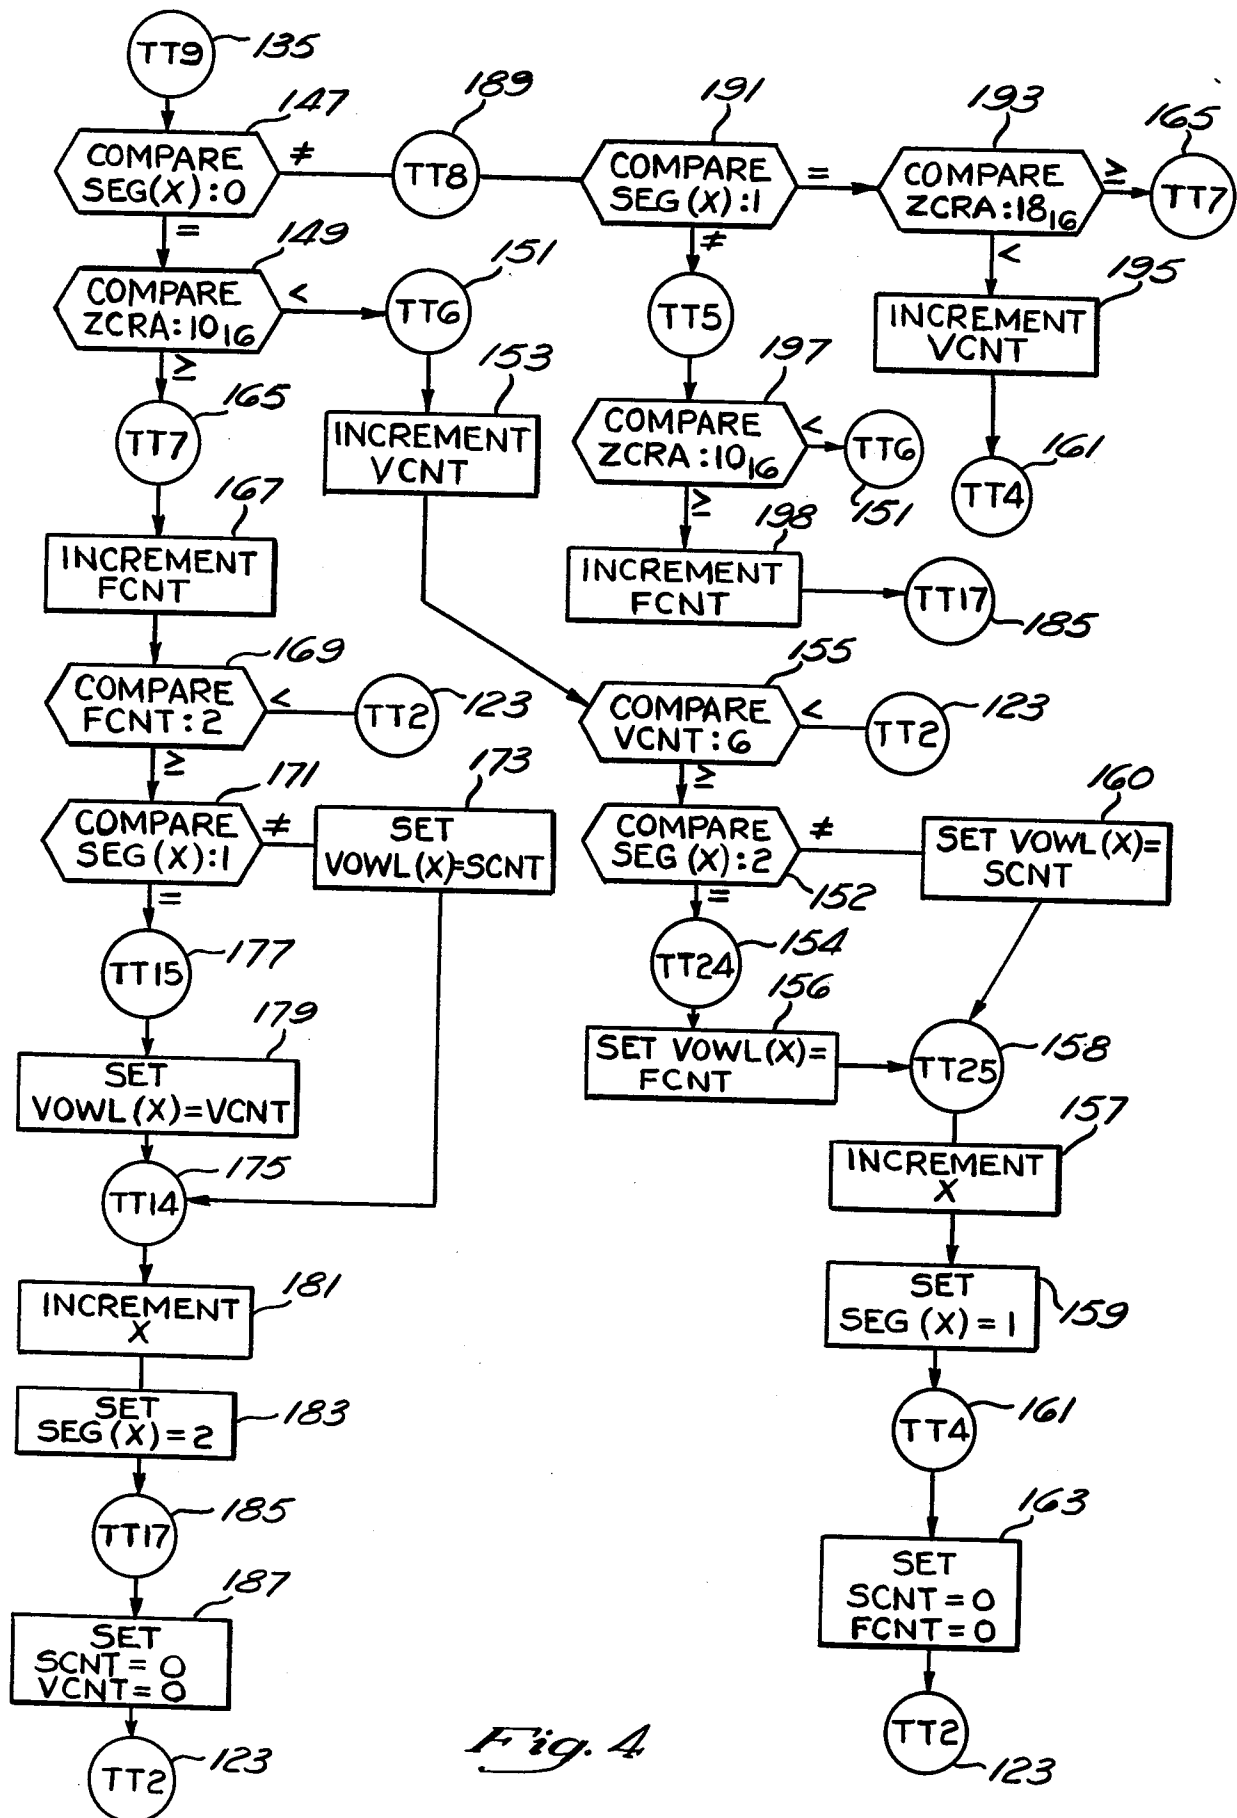 TT9
135
147
COMPARE
SEG(X):0
≠
=
189
TT8
191
COMPARE
SEG(X):1
=
≠
193
COMPARE
ZCRA:18₁₆
≥
<
165
TT7
149
COMPARE
ZCRA:10₁₆
<
≥
151
TT6
153
INCREMENT
VCNT
TT5
195
INCREMENT
VCNT
161
TT4
165
TT7
197
COMPARE
ZCRA:10₁₆
<
≥
TT6
151
167
INCREMENT
FCNT
198
INCREMENT
FCNT
TT17
185
169
COMPARE
FCNT:2
<
≥
TT2
123
155
COMPARE
VCNT:6
<
≥
TT2
123
171
COMPARE
SEG(X):1
≠
=
173
SET
VOWL(X)=SCNT
COMPARE
SEG(X):2
≠
=
152
160
SET VOWL(X)=
SCNT
177
TT15
154
TT24
156
SET VOWL(X)=
FCNT
TT25
158
179
SET
VOWL(X)=VCNT
175
TT14
157
INCREMENT
X
181
INCREMENT
X
SET
SEG(X)=1
159
SET
SEG(X)=2
183
TT4
161
185
TT17
163
SET
SCNT=0
FCNT=0
187
SET
SCNT=0
VCNT=0
TT2
123
TT2
123
Fig. 4